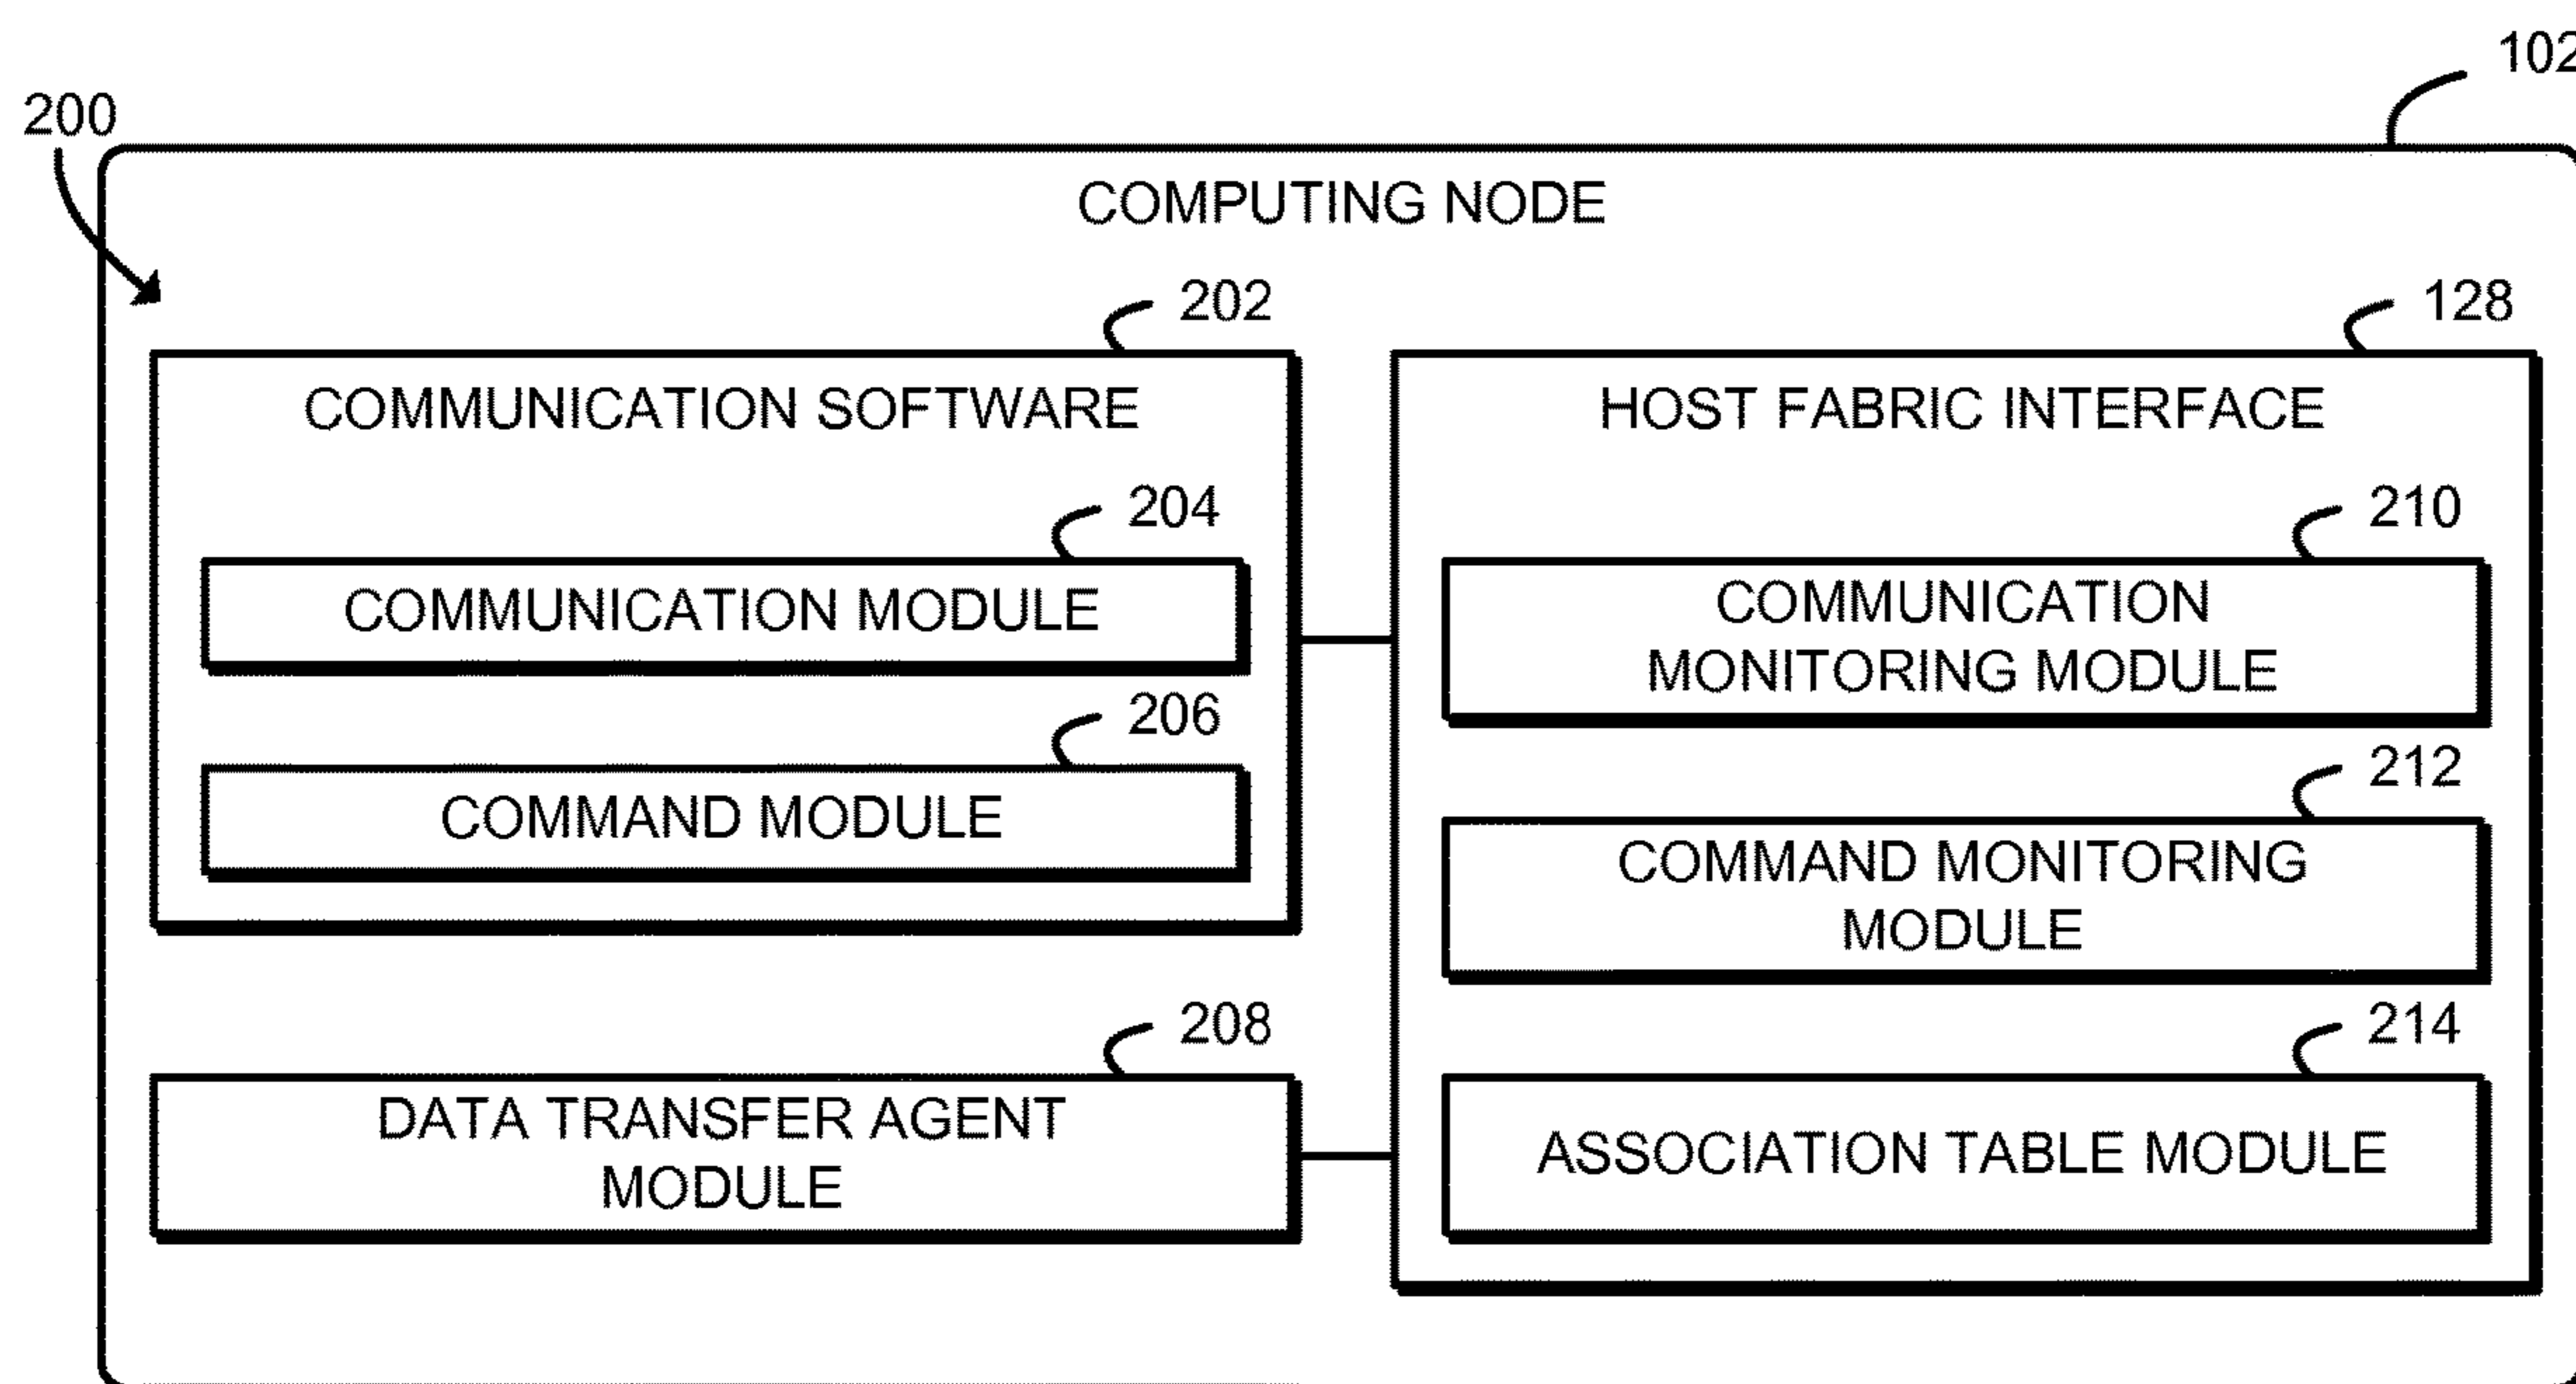 102
200
COMPUTING NODE
202
128
COMMUNICATION SOFTWARE
HOST FABRIC INTERFACE
204
COMMUNICATION MODULE
206
COMMAND MODULE
210
COMMUNICATION
MONITORING MODULE
212
COMMAND MONITORING
MODULE
208
DATA TRANSFER AGENT
MODULE
214
ASSOCIATION TABLE MODULE